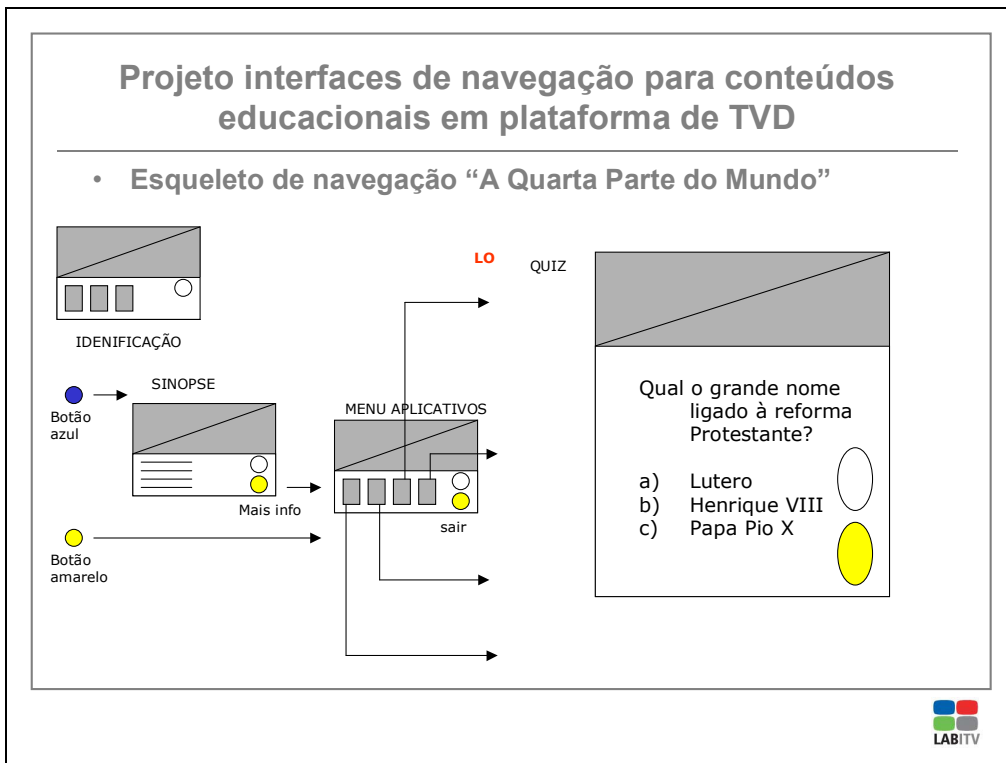 Projeto interfaces de navegação para conteúdos
educacionais em plataforma de TVD
• Esqueleto de navegação “A Quarta Parte do Mundo”
IDENIFICAÇÃO
Botão
azul
SINOPSE
Mais info
Botão
amarelo
MENU APLICATIVOS
sair
LO
QUIZ
Qual o grande nome
ligado à reforma
Protestante?
a) Lutero
b) Henrique VIII
c) Papa Pio X
LABITV